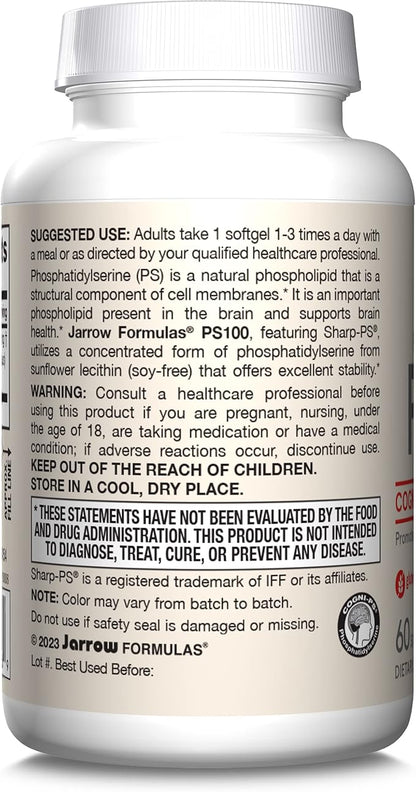 SUGGESTED USE: Adults take 1 softgel 1-3 times a day with
a meal or as directed by your qualified healthcare professional.
Phosphatidylserine (PS) is a natural phospholipid that is a
structural component of cell membranes.* It is an important
phospholipid present in the brain and supports brain
health.* Jarrow Formulas® PS100, featuring Sharp-PS®,
utilizes a concentrated form of phosphatidylserine from
sunflower lecithin (soy-free) that offers excellent stability.*
WARNING: Consult a healthcare professional before
using this product if you are pregnant, nursing, under
the age of 18, are taking medication or have a medical
condition; if adverse reactions occur, discontinue use.
KEEP OUT OF THE REACH OF CHILDREN.
STORE IN A COOL, DRY PLACE.
*THESE STATEMENTS HAVE NOT BEEN EVALUATED BY THE FOOD
AND DRUG ADMINISTRATION. THIS PRODUCT IS NOT INTENDED
TO DIAGNOSE, TREAT, CURE, OR PREVENT ANY DISEASE.
Sharp-PS® is a registered trademark of IFF or its affiliates.
NOTE: Color may vary from batch to batch.
Do not use if safety seal is damaged or missing.
© 2023 Jarrow FORMULAS®
Lot #. Best Used Before:
COGNI-PS®
Phosphatidylserine
FILL LINE
60